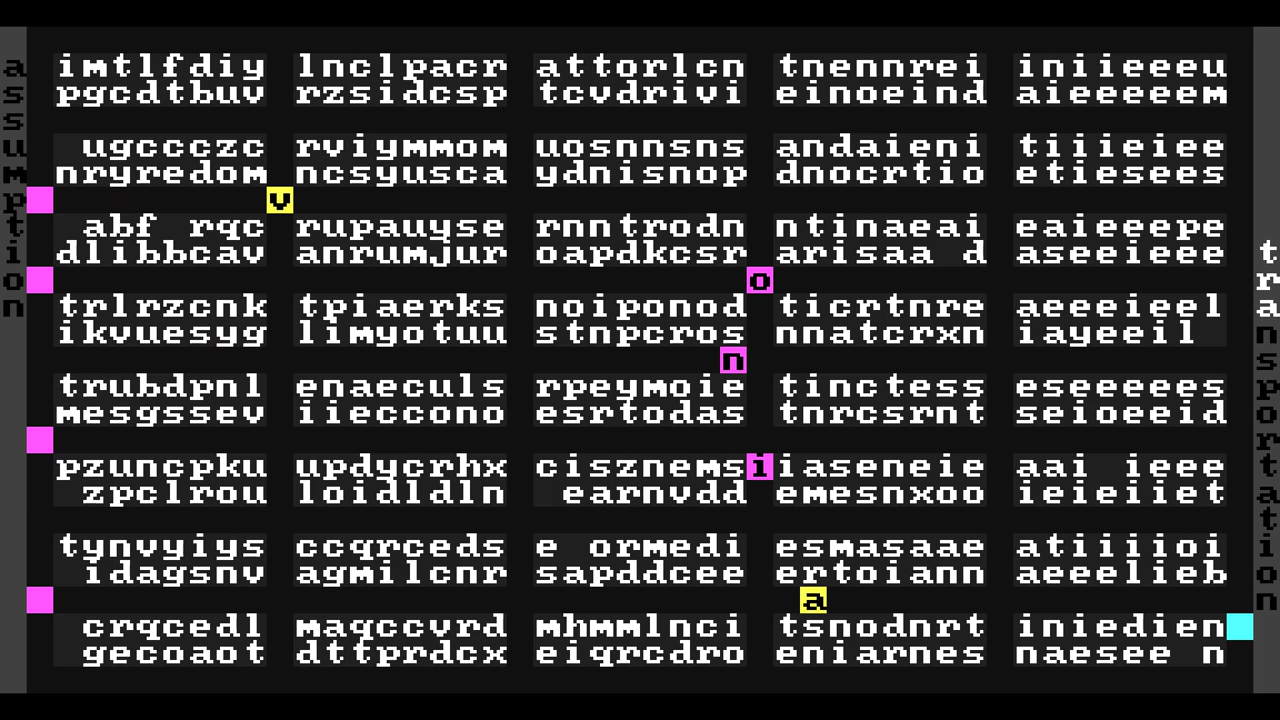 assumption
imtlfdiy lnclpacr attorlcn tnennrei iniieeeu
pgcdtbuv rzsidcsp tcvdrivi einoeind aieeeeem
ugccczc rviymmom uosnnsns andaieni tiiieiee
nryredom ncsyusca ydnisnop dnocrtio etiesees
v
abf rqc rupauyse rnntrodn ntinaeai eaieeepe
dlibbcav anrumjur oapdkcsr arisaa d aseeieee
o
trlrzcnk tpiaerks noiponod ticrtnre aeeeieel
ikvuesyg limyotuu stnpcros nnatcrxn iayeeil
n
trubdpnl enaeculs rpeymoie tinctess eseeeees
mesgssev iieccono esrtodas tnrcsrnt seioeeid
pzuncpku updycrhx cisznems i iaseneie aai ieee
zpclrou loidldln earnvdd emesnxoo ieieiiet
tynvyiys ccqrceds e ormedi esmasaae atiiiioi
idagsnv agmilcnr sapddcee ertoiann aeeelieb
a
crqcedl maqccvrd mhmmlnci tsnodnrt iniedien
gecoaot dttprdcx eiqrcdro eniarnes naesee n
transportation